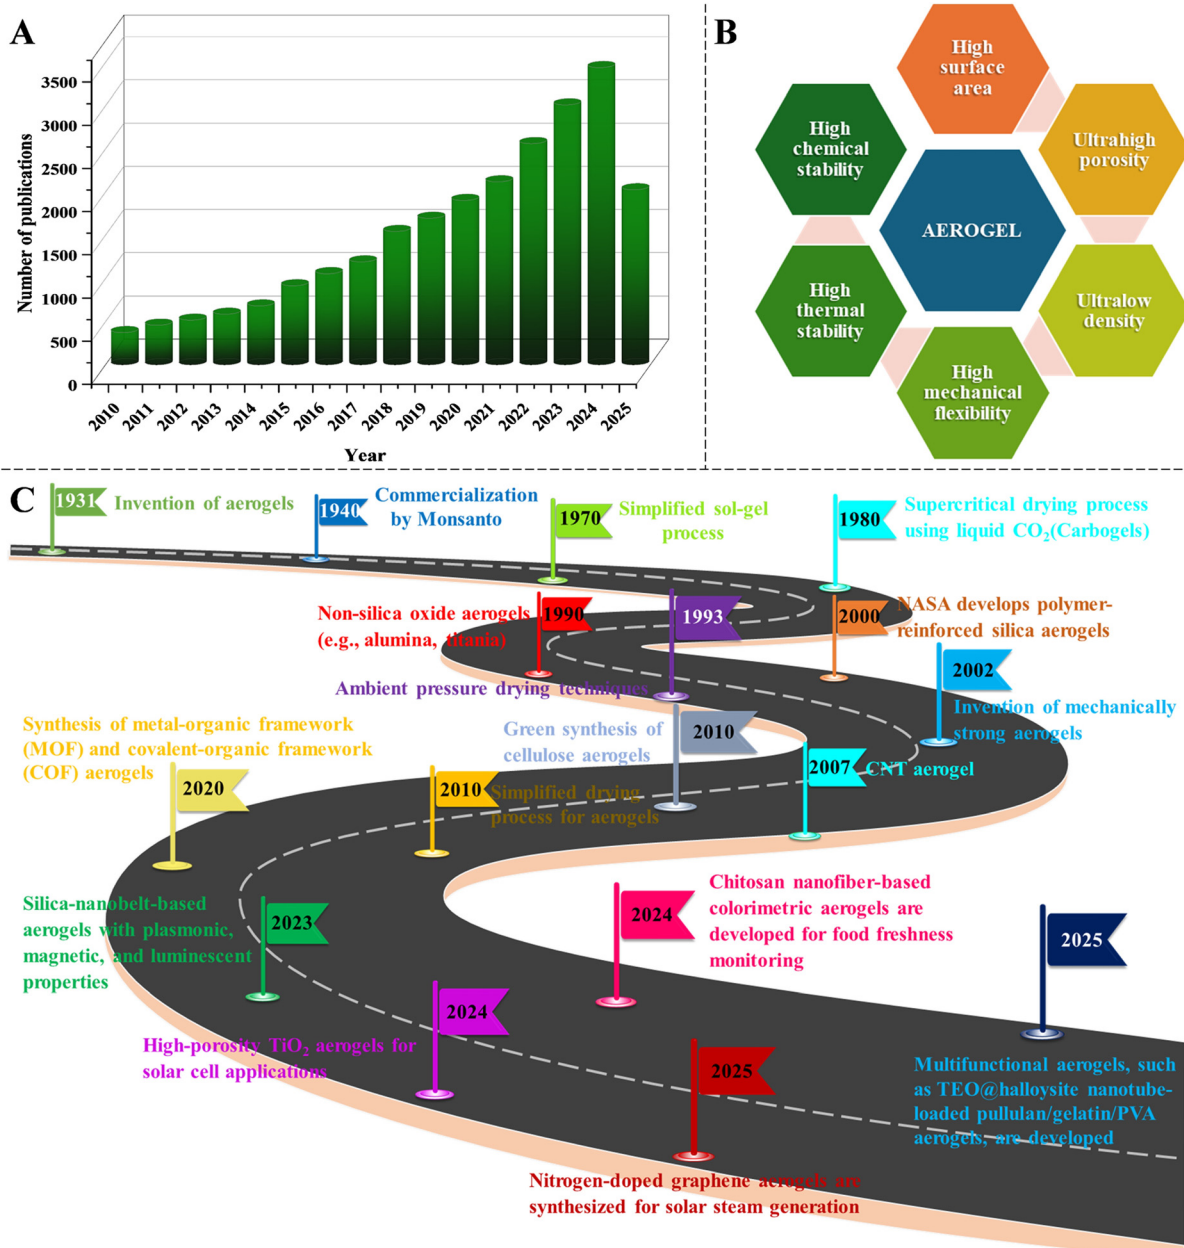 A
Number of publications
3500
3000
2500
2000
1500
1000
500
0
2010
2011
2012
2013
2014
2015
2016
2017
2018
2019
2020
2021
2022
2023
2024
2025
Year
B
High
surface
area
High
chemical
stability
Ultrahigh
porosity
AEROGEL
High
thermal
stability
Ultralow
density
High
mechanical
flexibility
C
1931
Invention of aerogels
1940
Commercialization
by Monsanto
1970
Simplified sol-gel
process
1980
Supercritical drying process
using liquid CO₂(Carbogels)
Non-silica oxide aerogels
(e.g., alumina, titania)
1990
1993
Ambient pressure drying techniques
2000
NASA develops polymer-
reinforced silica aerogels
2002
Invention of mechanically
strong aerogels
Synthesis of metal-organic framework
(MOF) and covalent-organic framework
(COF) aerogels
2020
2010
Simplified drying
process for aerogels
Green synthesis of
cellulose aerogels
2010
2007
CNT aerogel
Silica-nanobelt-based
aerogels with plasmonic,
magnetic, and luminescent
properties
2023
2024
Chitosan nanofiber-based
colorimetric aerogels are
developed for food freshness
monitoring
2025
2024
High-porosity TiO₂ aerogels for
solar cell applications
2025
Nitrogen-doped graphene aerogels are
synthesized for solar steam generation
Multifunctional aerogels, such
as TEO@halloysite nanotube-
loaded pullulan/gelatin/PVA
aerogels, are developed